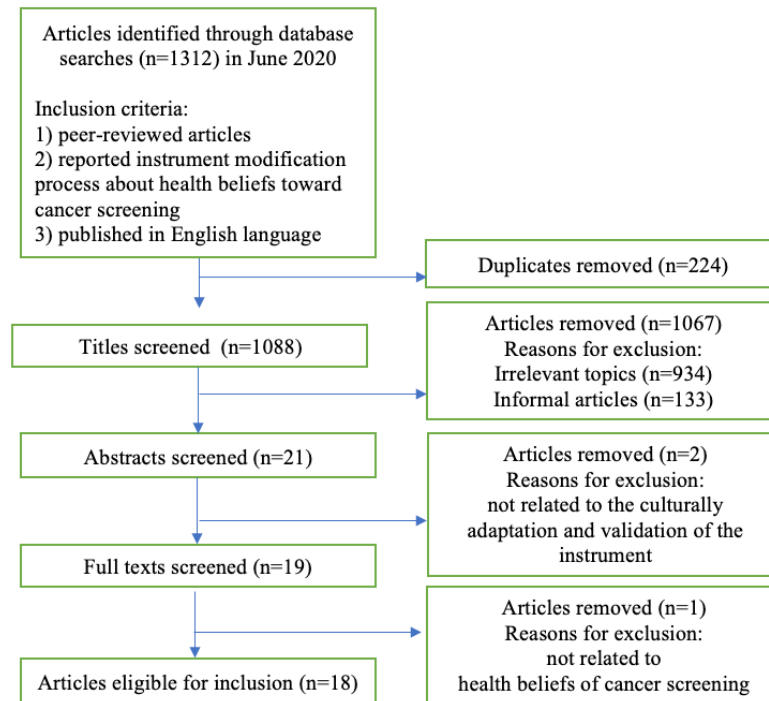 Articles identified through database
searches (n=1312) in June 2020
Inclusion criteria:
1) peer-reviewed articles
2) reported instrument modification
process about health beliefs toward
cancer screening
3) published in English language
Duplicates removed (n=224)
Titles screened (n=1088)
Articles removed (n=1067)
Reasons for exclusion:
Irrelevant topics (n=934)
Informal articles (n=133)
Abstracts screened (n=21)
Articles removed (n=2)
Reasons for exclusion:
not related to the culturally
adaptation and validation of the
instrument
Full texts screened (n=19)
Articles removed (n=1)
Reasons for exclusion:
not related to
health beliefs of cancer screening
Articles eligible for inclusion (n=18)